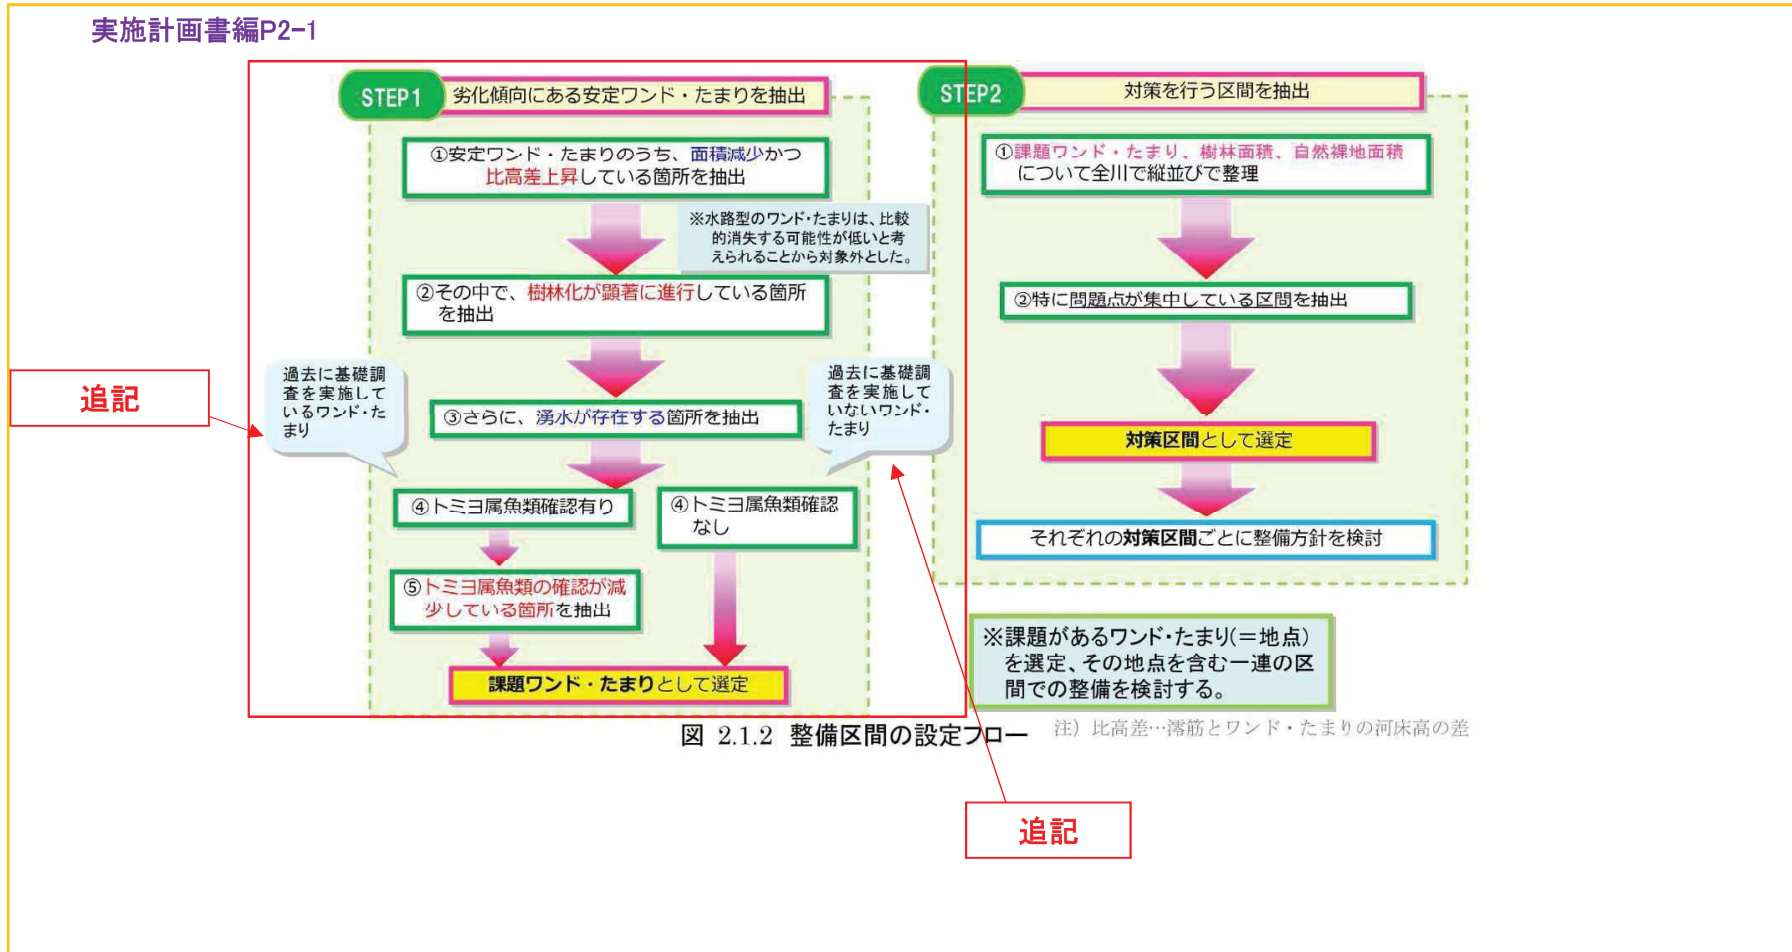 実施計画書編P2-1
STEP1
劣化傾向にある安定ワンド・たまりを抽出
①安定ワンド・たまりのうち、面積減少かつ
比高差上昇している箇所を抽出
※水路型のワンド・たまりは、比較
的消失する可能性が低いと考
えられることから対象外とした。
②その中で、樹林化が顕著に進行している箇所
を抽出
過去に基礎調
査を実施して
いるワンド・た
まり
③さらに、湧水が存在する箇所を抽出
過去に基礎調
査を実施して
いないワンド・
たまり
④トミヨ属魚類確認有り
④トミヨ属魚類確認
なし
⑤トミヨ属魚類の確認が減
少している箇所を抽出
課題ワンド・たまりとして選定
STEP2
対策を行う区間を抽出
①課題ワンド・たまり、樹林面積、自然裸地面積
について全川で縦並びで整理
②特に問題点が集中している区間を抽出
対策区間として選定
それぞれの対策区間ごとに整備方針を検討
※課題があるワンド・たまり(＝地点)
を選定、その地点を含む一連の区
間での整備を検討する。
図 2.1.2 整備区間の設定フロー
注）比高差…澪筋とワンド・たまりの河床高の差
追記
追記